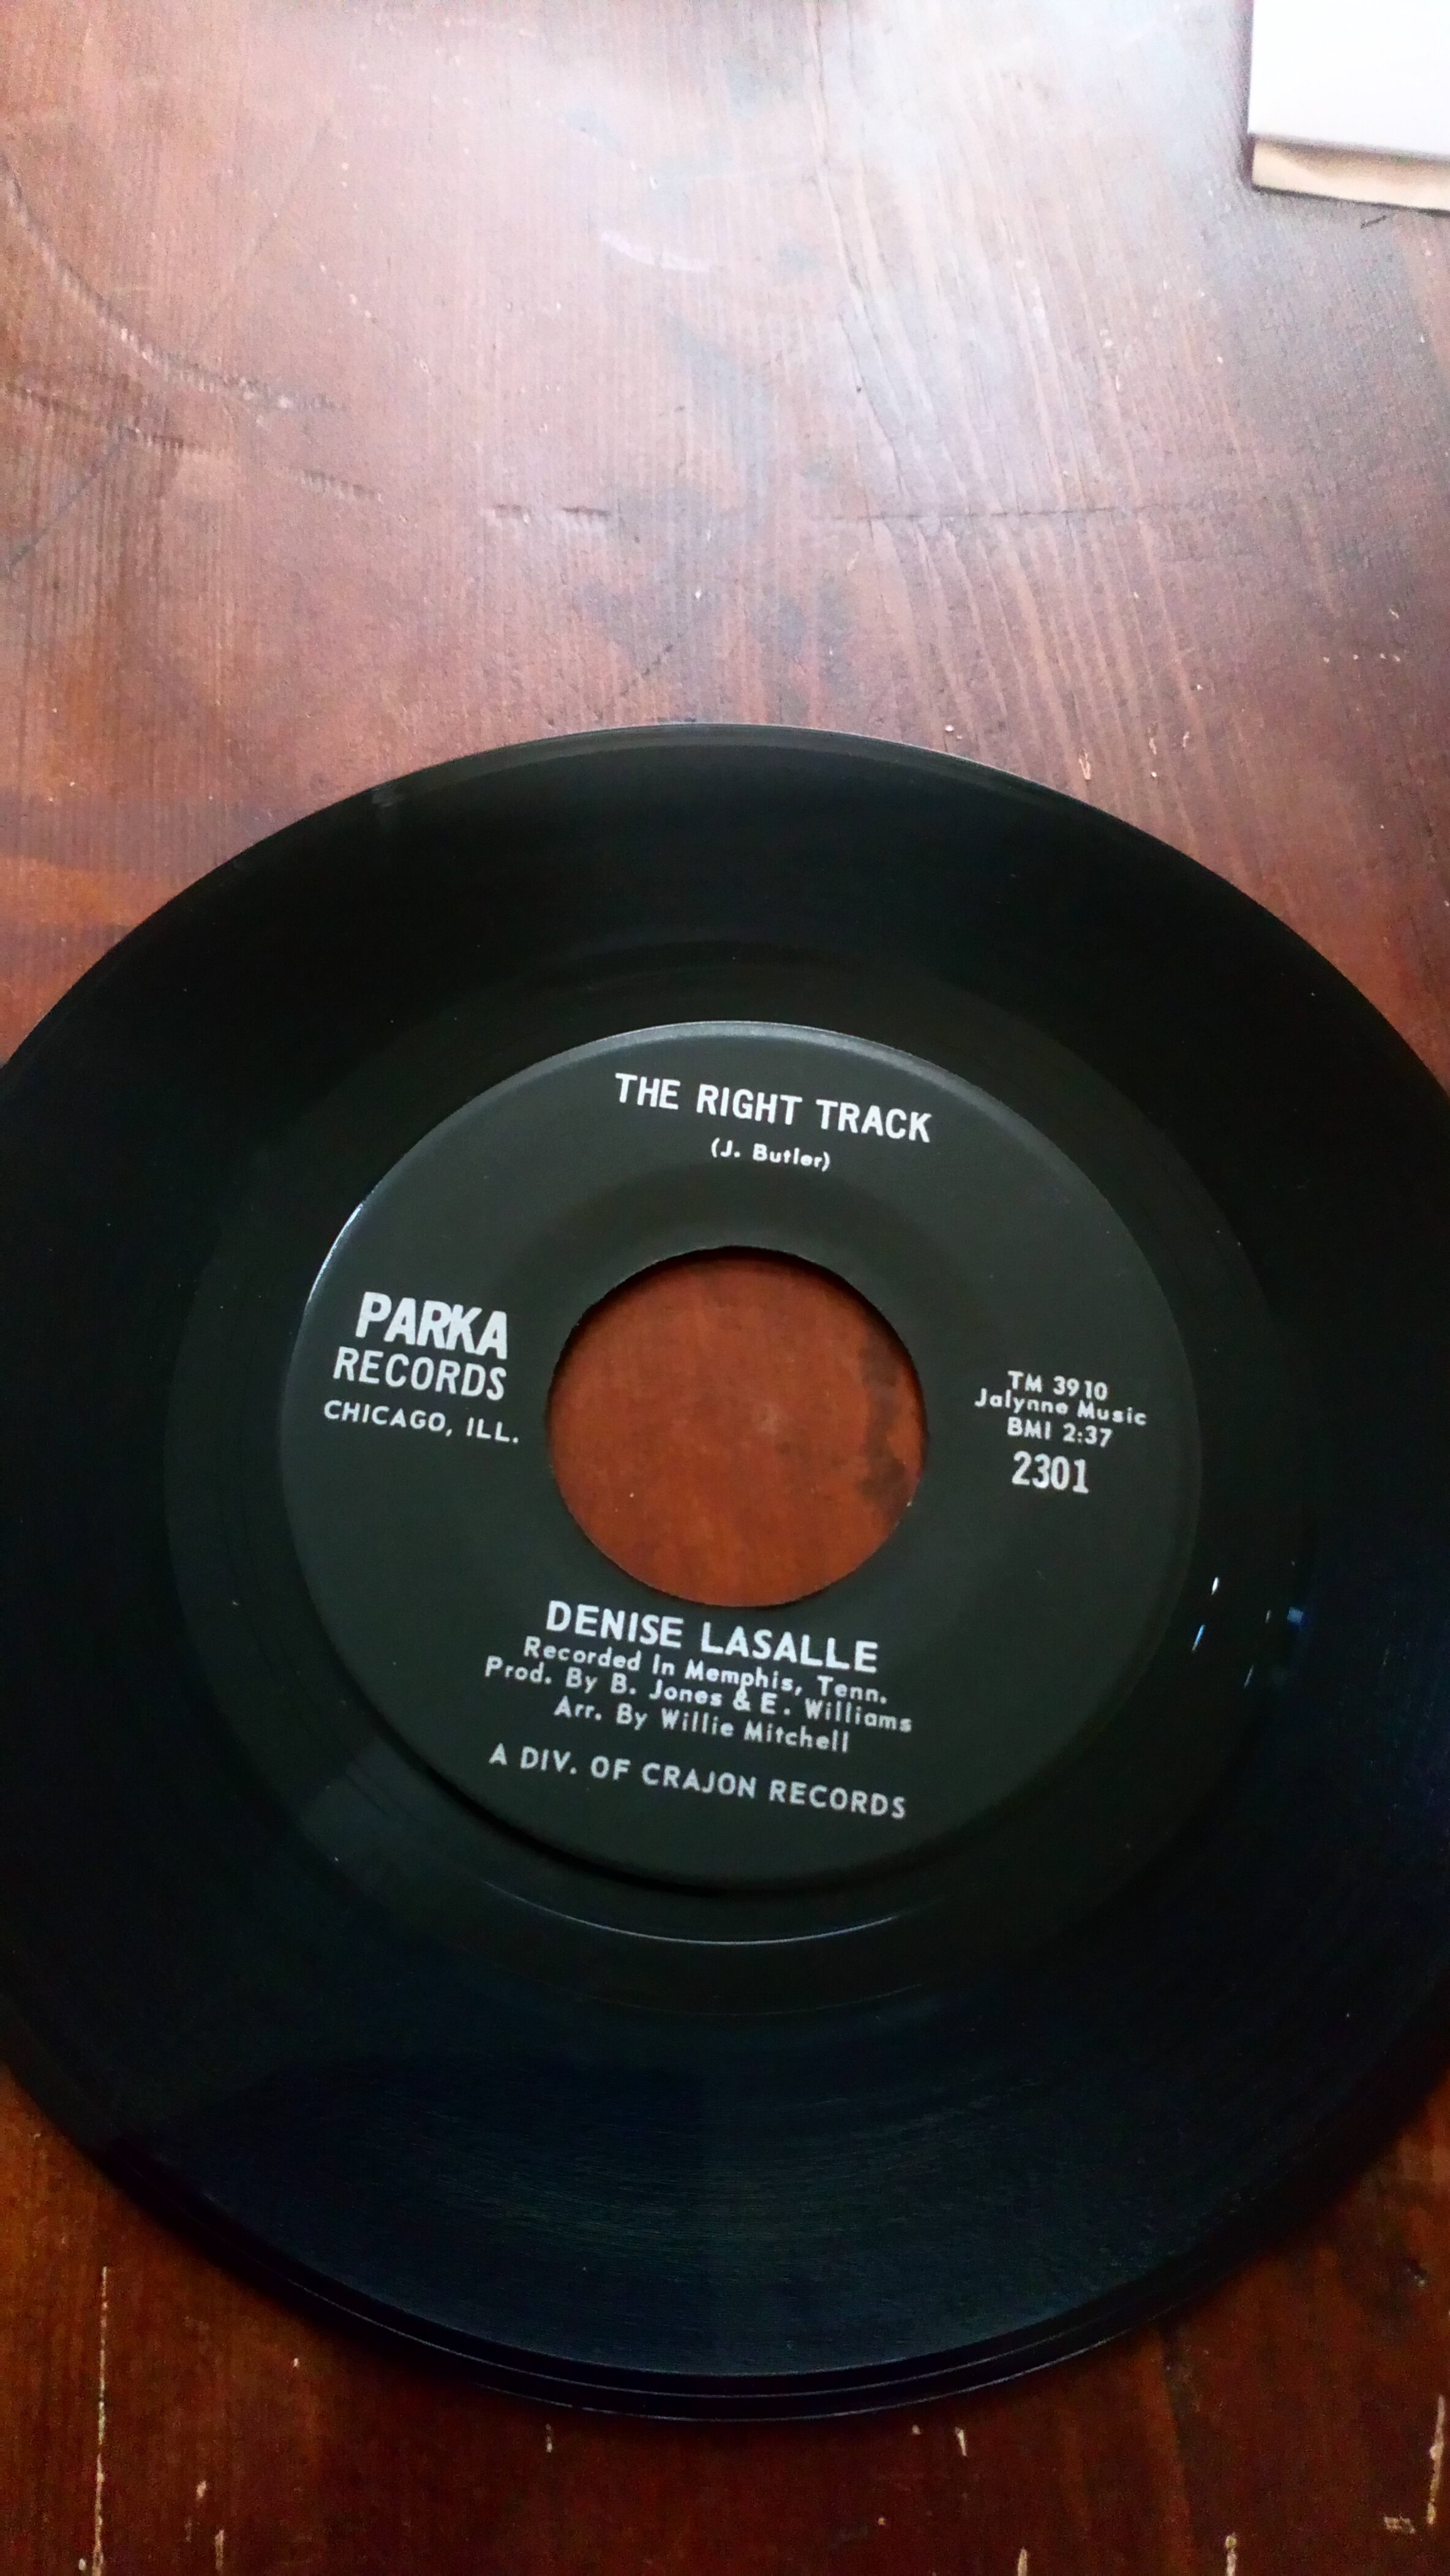 THE RIGHT TRACK
(J. Butler)
PARKA
RECORDS
CHICAGO, ILL.
TM 3910
Jalynne Music
BMI 2:37
2301
DENISE LASALLE
Recorded In Memphis, Tenn.
Prod. By B. Jones & E. Williams
Arr. By Willie Mitchell
A DIV. OF CRAJON RECORDS